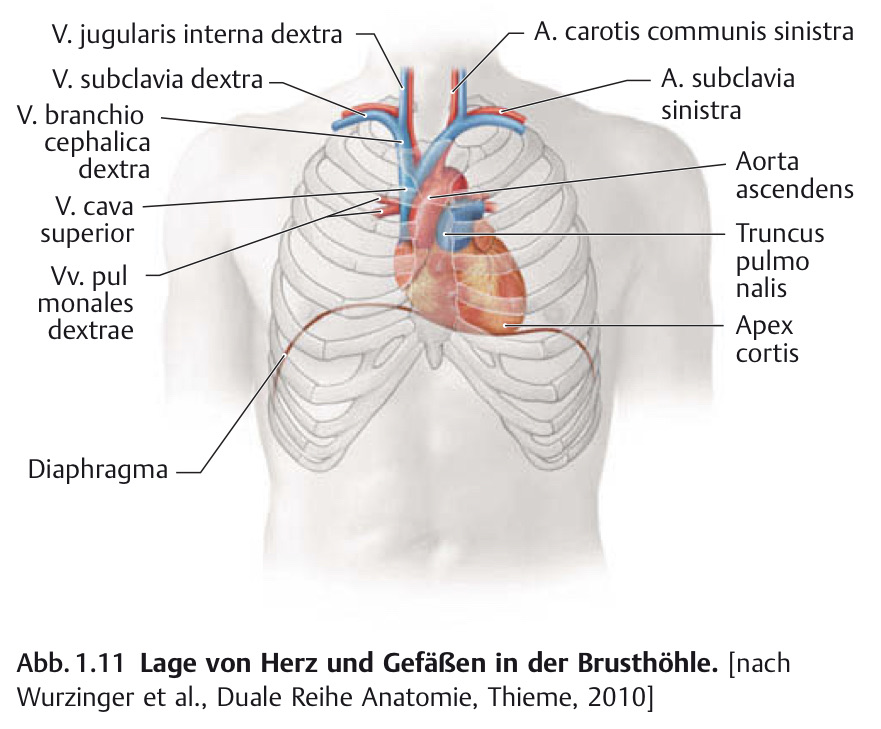 V. jugularis interna dextra
V. subclavia dextra
V. branchio
cephalica
dextra
V. cava
superior
Vv. pul
monales
dextrae
Diaphragma
A. carotis communis sinistra
A. subclavia
sinistra
Aorta
ascendens
Truncus
pulmo
nalis
Apex
cortis
Abb. 1.11 Lage von Herz und Gefäßen in der Brusthöhle. [nach
Wurzinger et al., Duale Reihe Anatomie, Thieme, 2010]